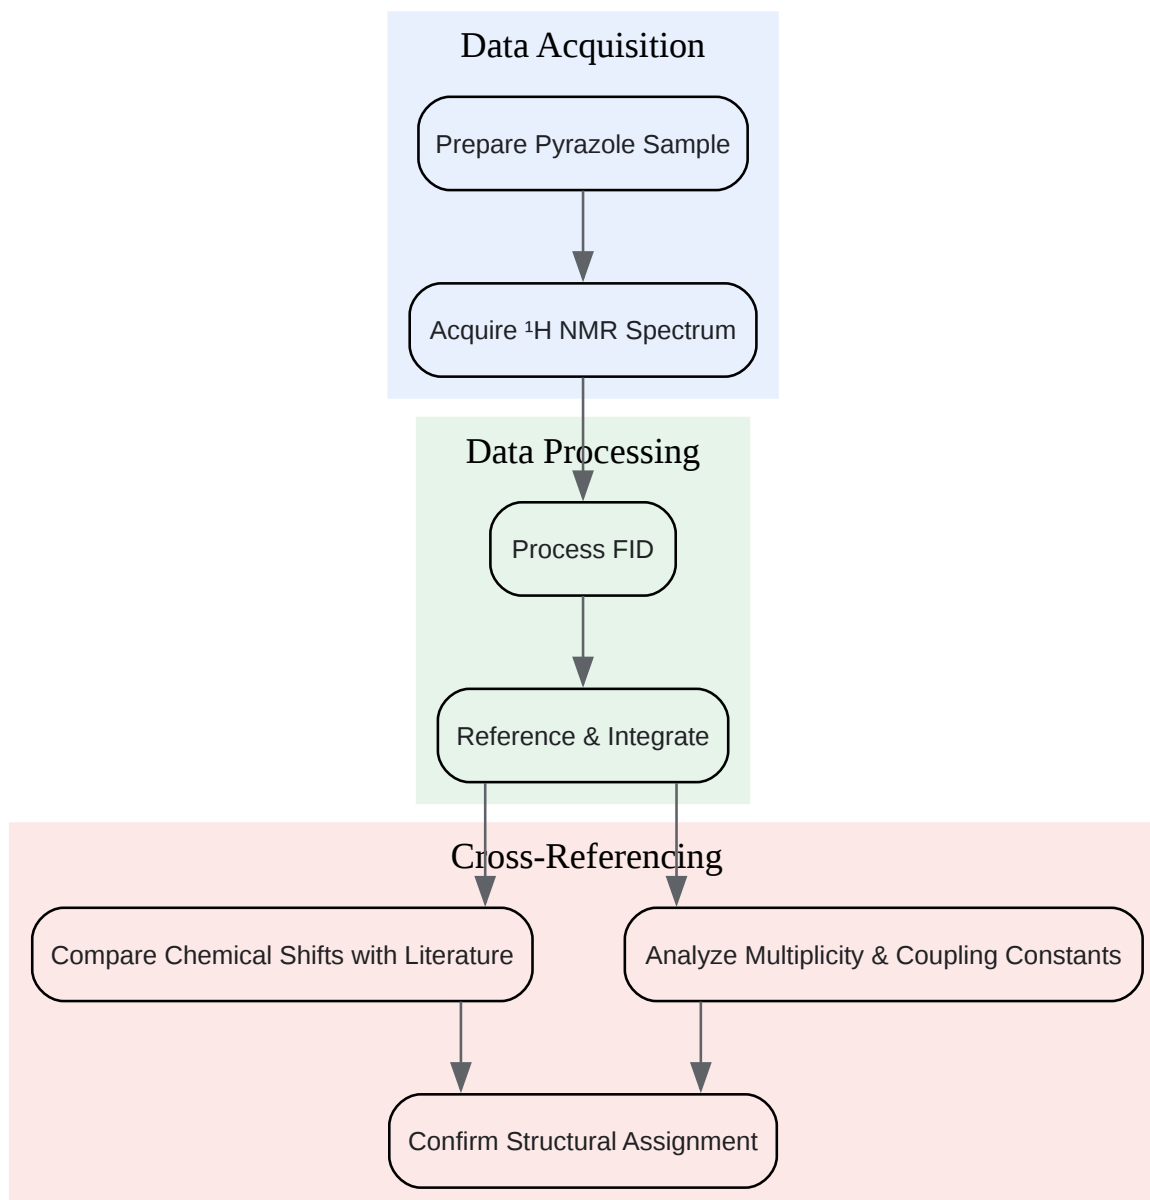 Data Acquisition
Prepare Pyrazole Sample
Acquire ¹H NMR Spectrum
Data Processing
Process FID
Reference & Integrate
Cross-Referencing
Compare Chemical Shifts with Literature
Analyze Multiplicity & Coupling Constants
Confirm Structural Assignment